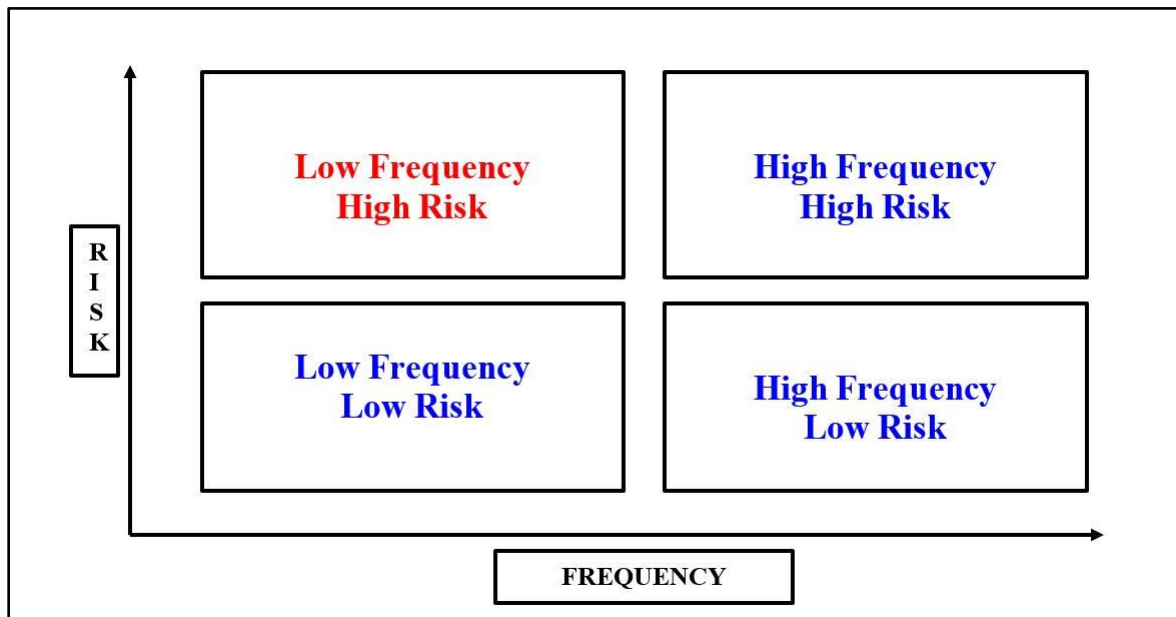 Low Frequency
High Risk
High Frequency
High Risk
R
I
S
K
Low Frequency
Low Risk
High Frequency
Low Risk
FREQUENCY